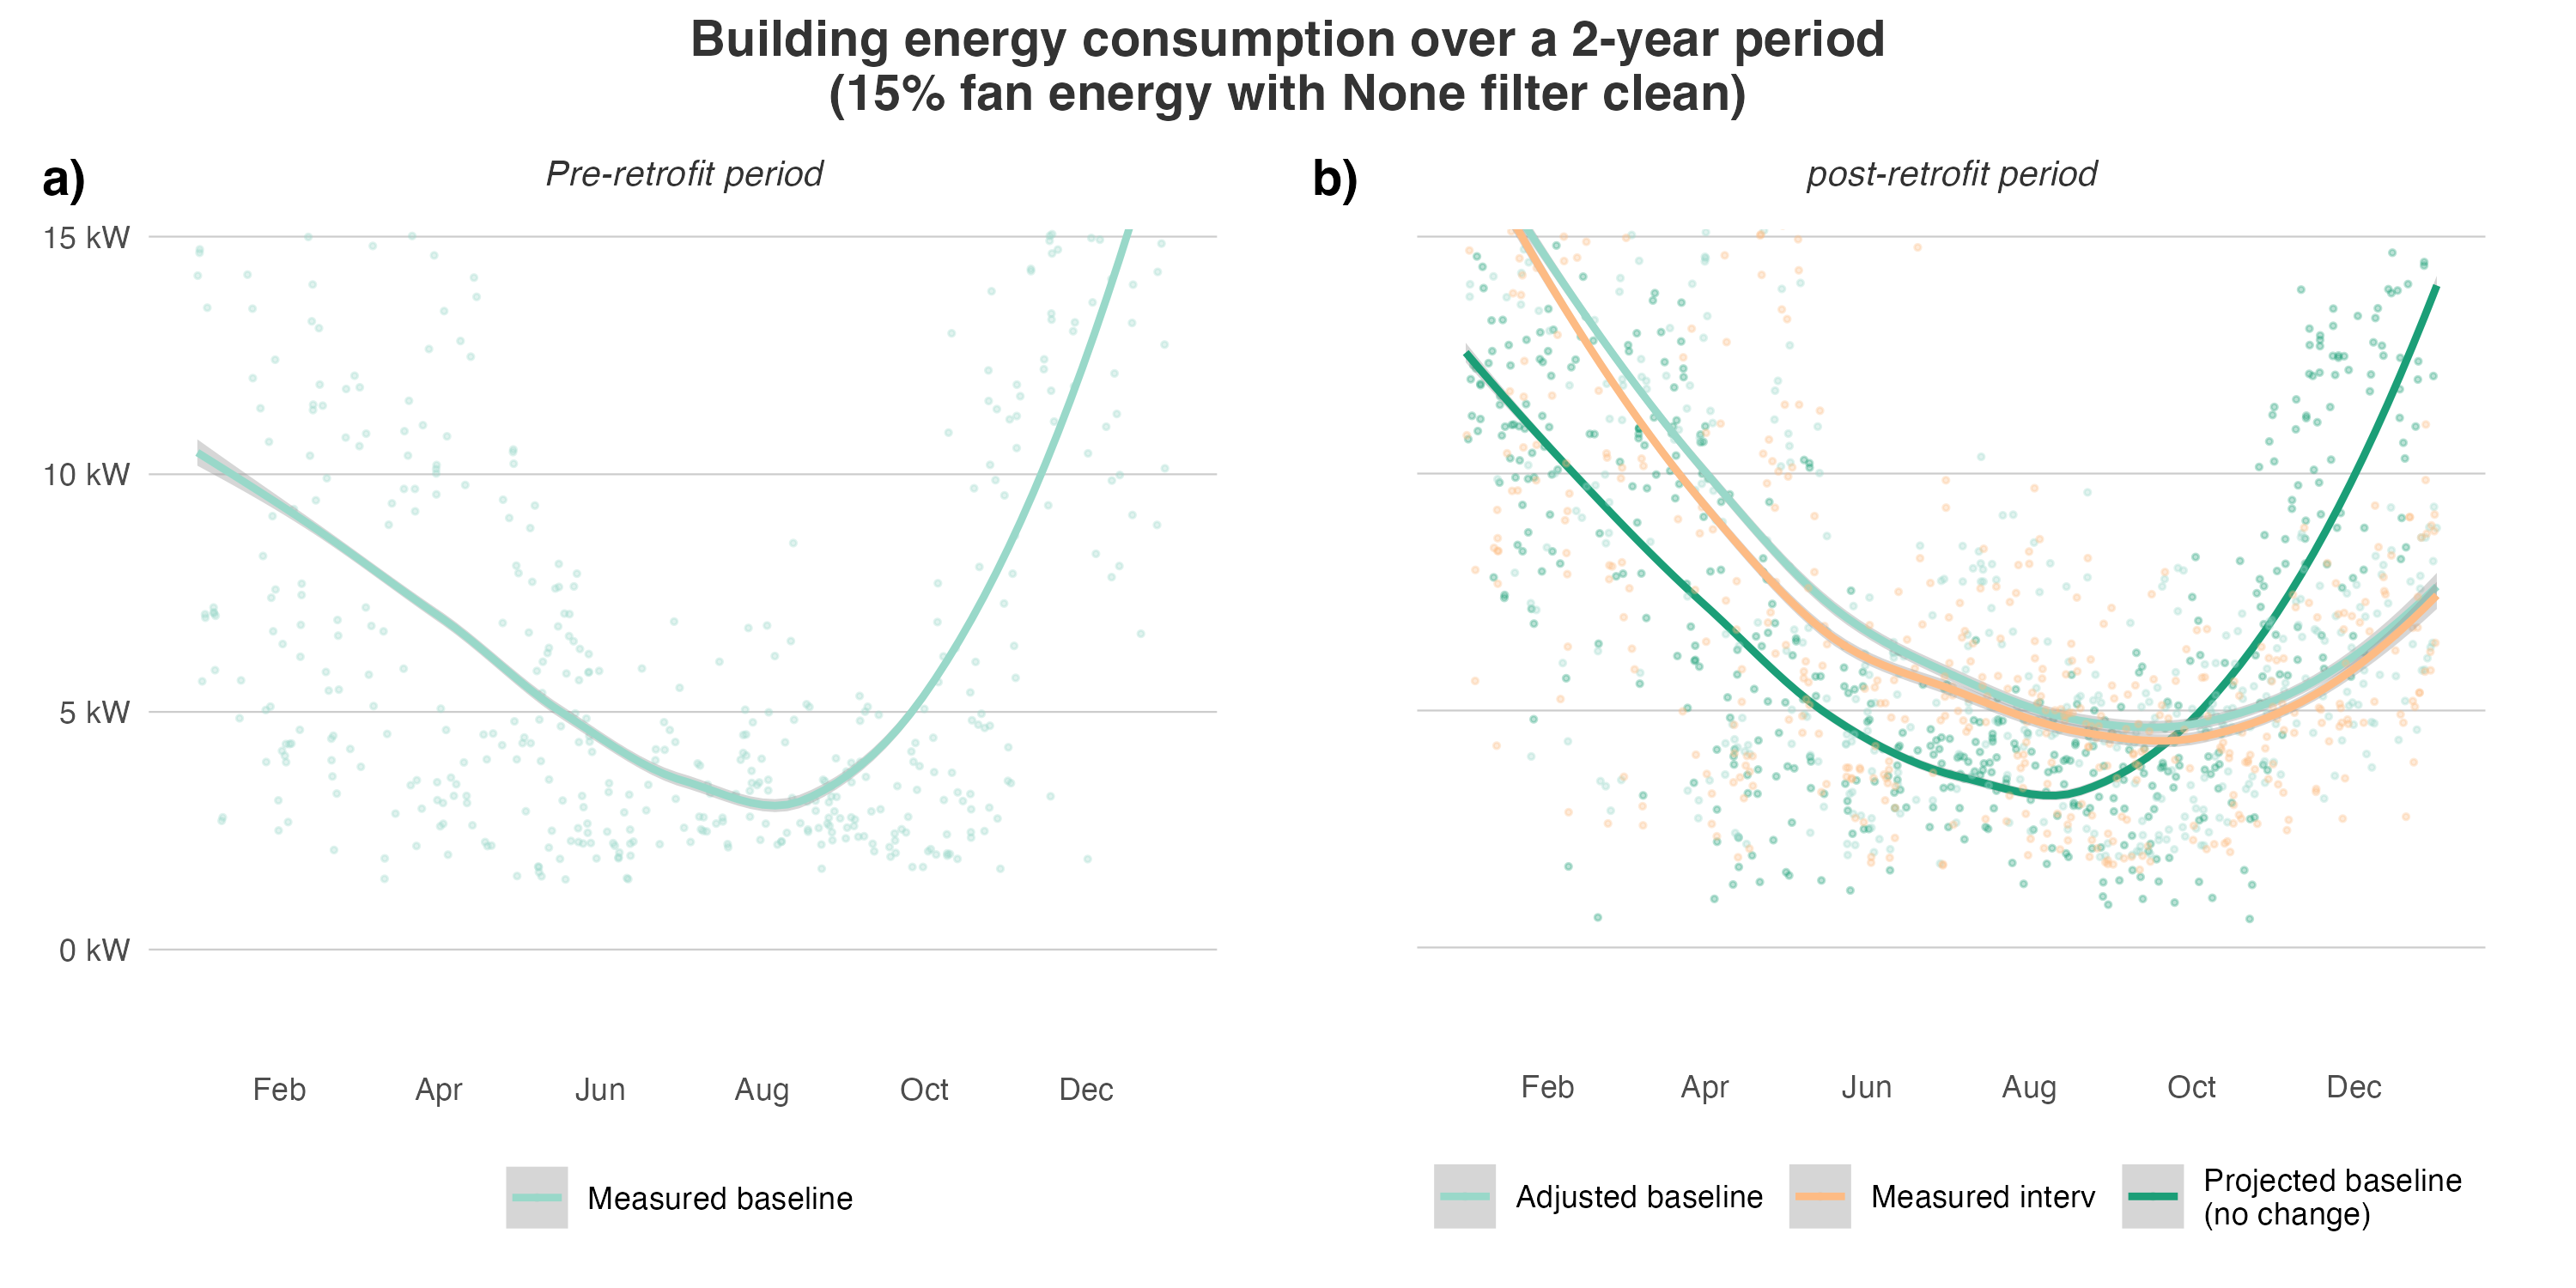 Building energy consumption over a 2-year period
(15% fan energy with None filter clean)
a)
Pre-retrofit period
15 kW
10 kW
5 kW
0 kW
Feb Apr Jun Aug Oct Dec
Measured baseline
b)
post-retrofit period
Feb Apr Jun Aug Oct Dec
Adjusted baseline
Measured interv
Projected baseline
(no change)